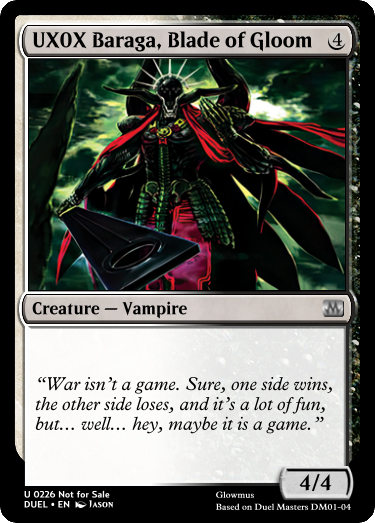 UX0X Baraga, Blade of Gloom 4
Creature — Vampire
“War isn’t a game. Sure, one side wins,
the other side loses, and it’s a lot of fun,
but… well… hey, maybe it is a game.”
4/4
U 0226 Not for Sale
DUEL • EN Jason
Glowmus
Based on Duel Masters DM01-04